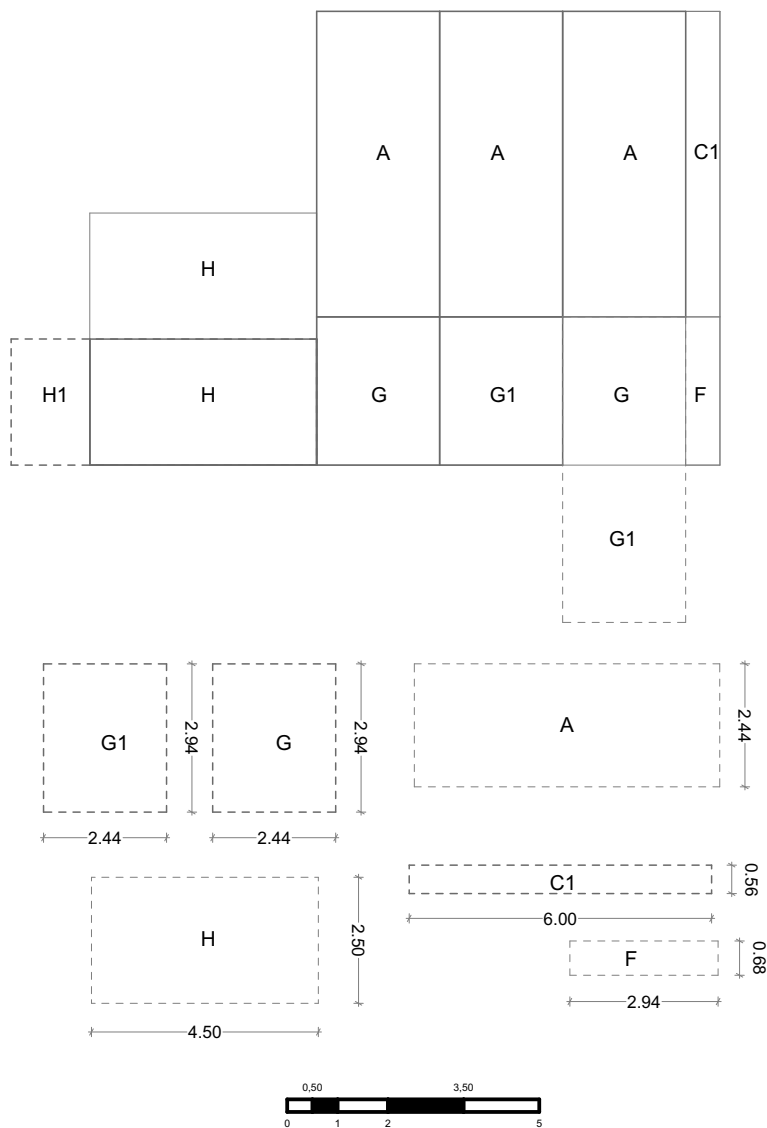 A A A C1
H
H1 H G G1 G F
G1
G1 2.94 G 2.94 A 2.44
2.44 2.44
C1 0.56
6.00
H 2.50 F 0.68
2.94
4.50
0,50 3,50
0 1 2 5